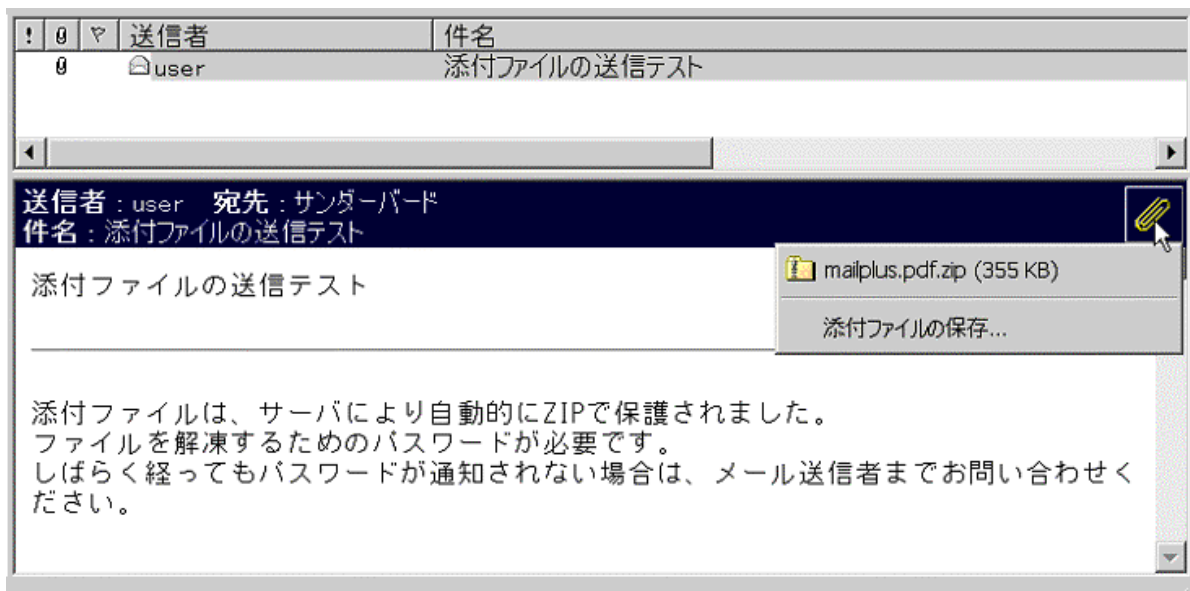 ! 送信者 件名
user 添付ファイルの送信テスト
送信者：user 宛先：サンダーバード
件名：添付ファイルの送信テスト
mailplus.pdf.zip (355 KB)
添付ファイルの保存...
添付ファイルの送信テスト
添付ファイルは、サーバにより自動的にZIPで保護されました。
ファイルを解凍するためのパスワードが必要です。
しばらく経ってもパスワードが通知されない場合は、メール送信者までお問い合わせく
ださい。